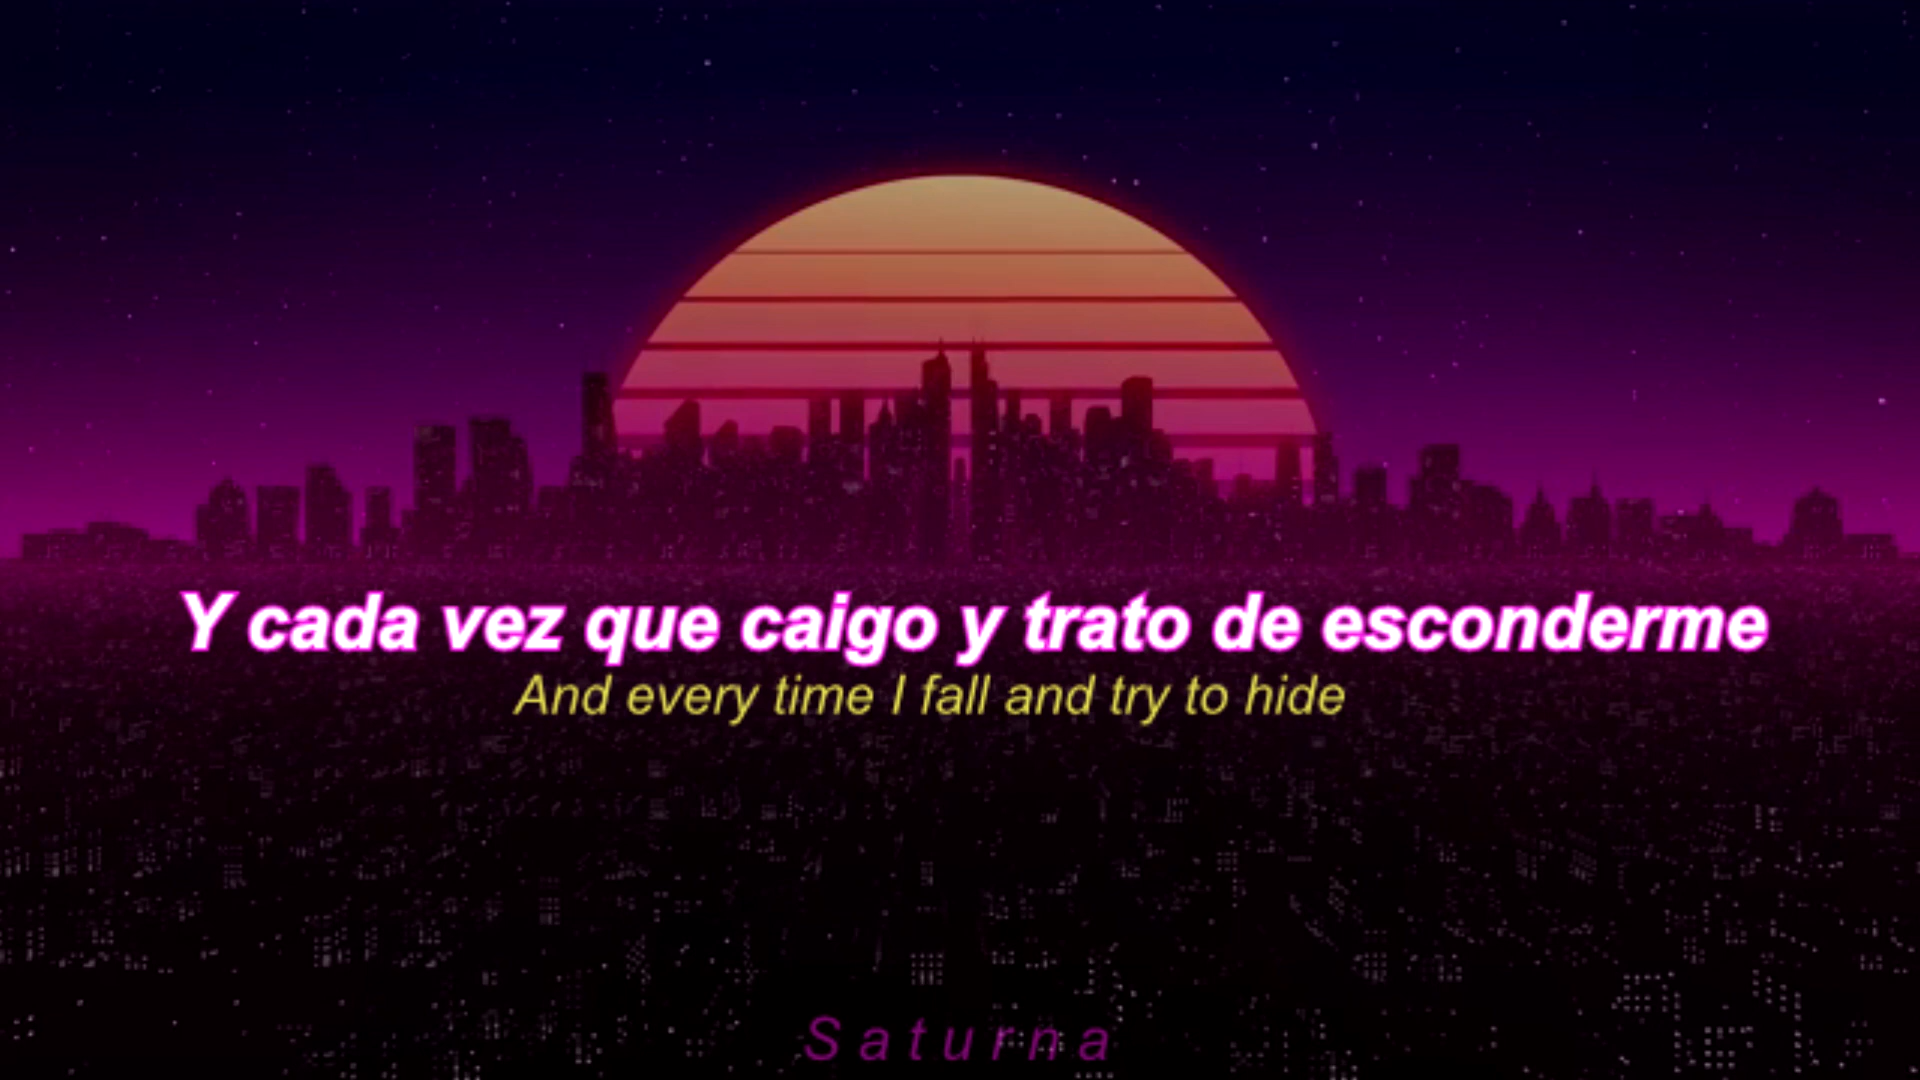 Y cada vez que caigo y trato de esconderme
And every time I fall and try to hide
Saturna